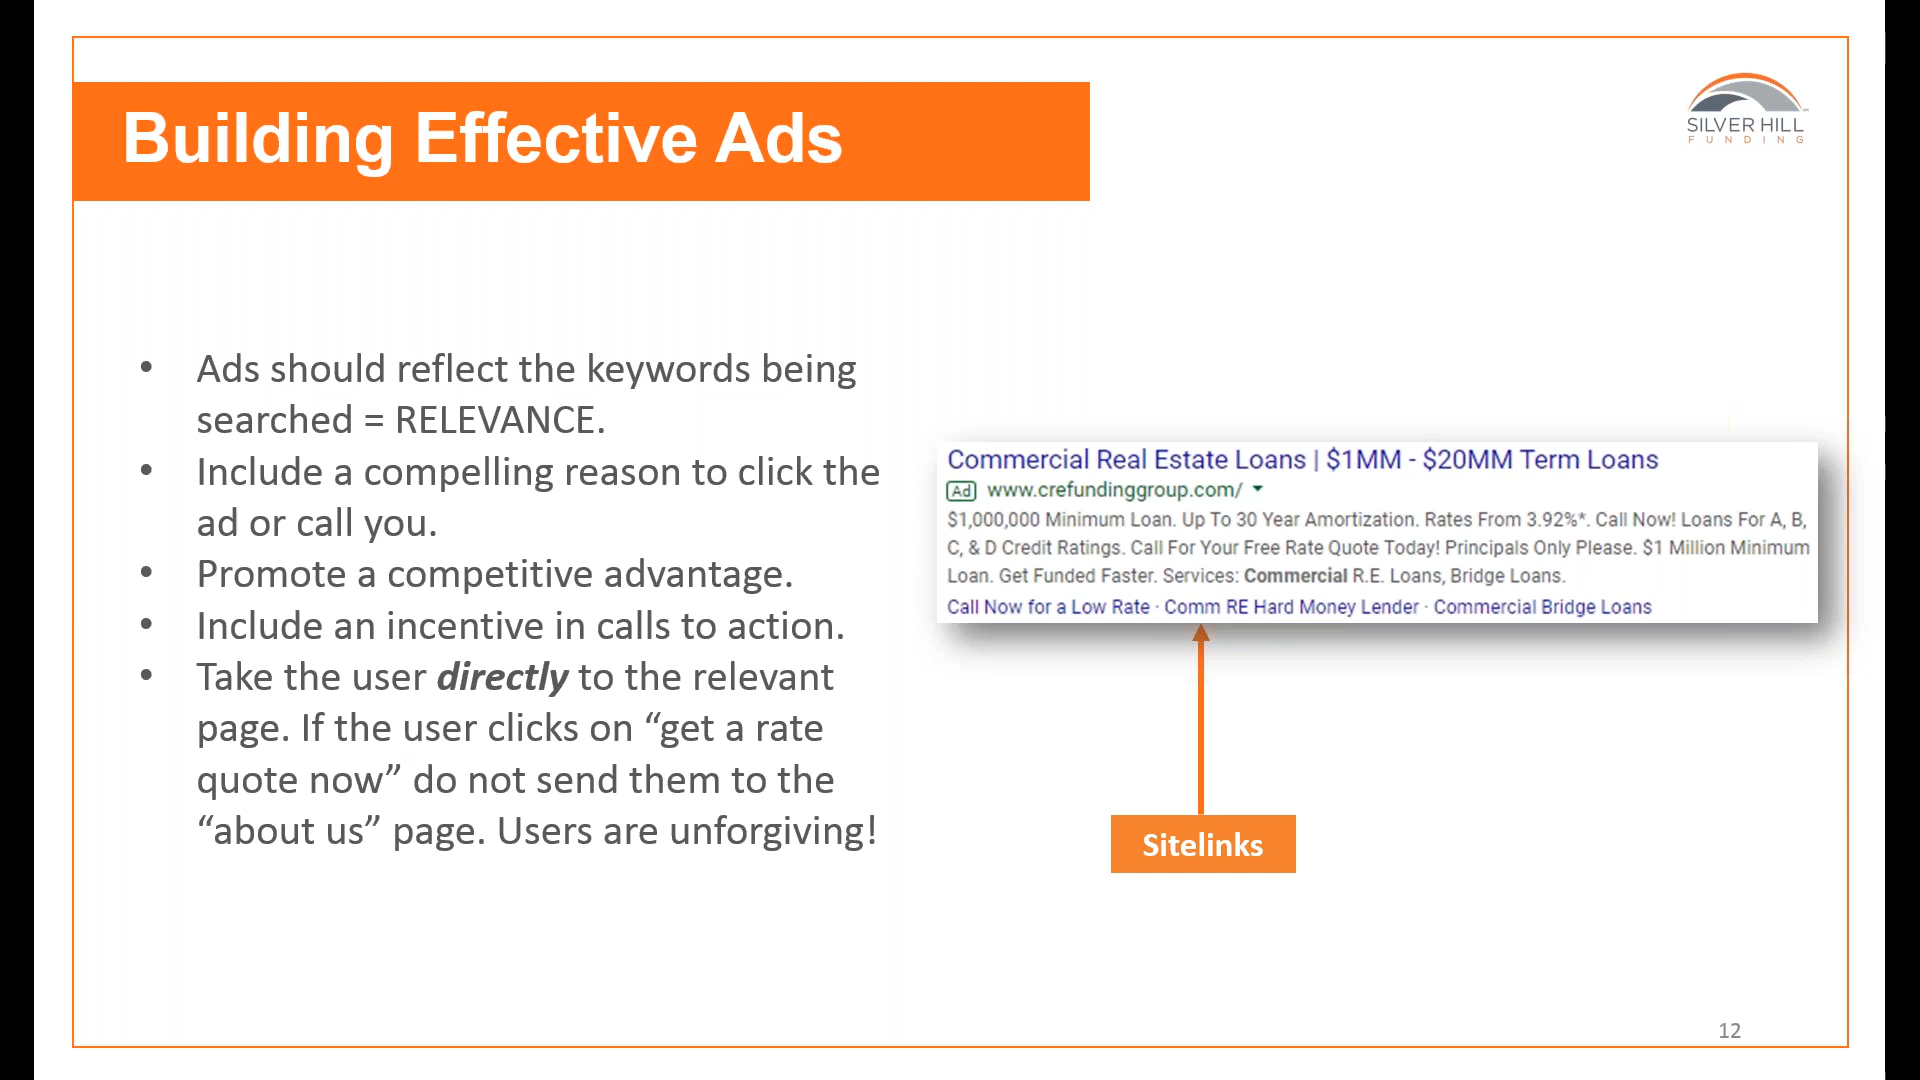 Building Effective Ads
SILVER HILL
FUNDING
• Ads should reflect the keywords being
searched = RELEVANCE.
• Include a compelling reason to click the
ad or call you.
• Promote a competitive advantage.
• Include an incentive in calls to action.
• Take the user directly to the relevant
page. If the user clicks on “get a rate
quote now” do not send them to the
“about us” page. Users are unforgiving!
Commercial Real Estate Loans | $1MM - $20MM Term Loans
Ad www.crefundinggroup.com/
$1,000,000 Minimum Loan. Up To 30 Year Amortization. Rates From 3.92%*. Call Now! Loans For A, B,
C, & D Credit Ratings. Call For Your Free Rate Quote Today! Principals Only Please. $1 Million Minimum
Loan. Get Funded Faster. Services: Commercial R.E. Loans, Bridge Loans.
Call Now for a Low Rate · Comm RE Hard Money Lender · Commercial Bridge Loans
Sitelinks
12